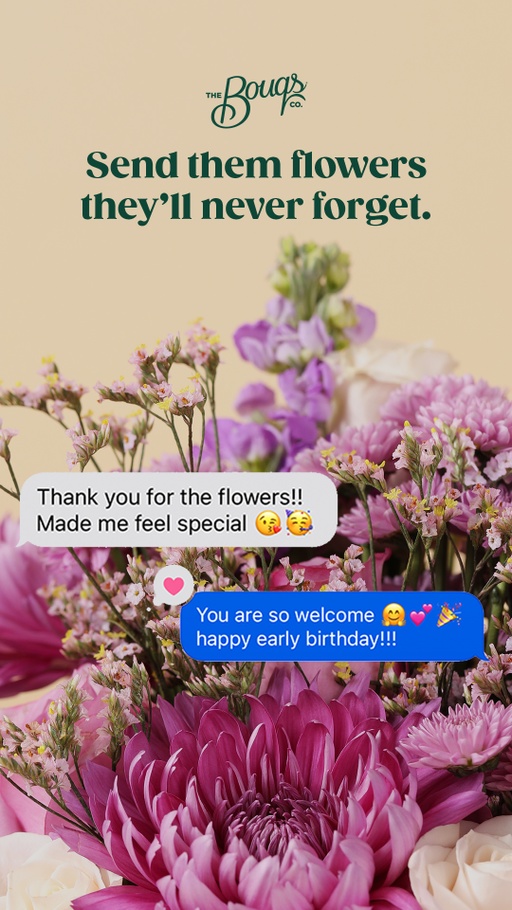 THE Bouqs CO.
Send them flowers
they’ll never forget.
Thank you for the flowers!!
Made me feel special 😘🥳
You are so welcome 🤗💕🎉
happy early birthday!!!